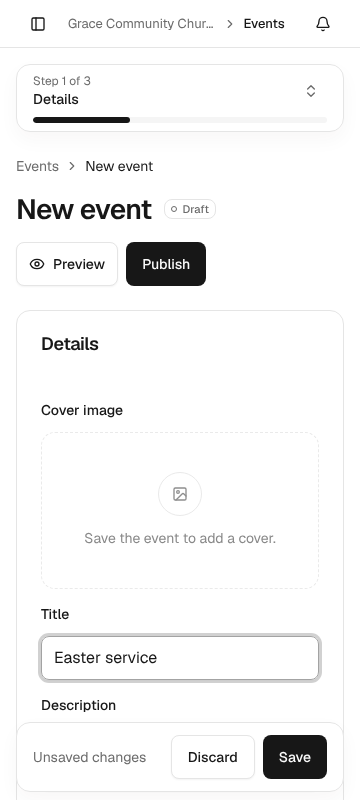 Grace Community Chur... > Events
Step 1 of 3
Details
Events > New event
New event
Draft
Preview
Publish
Details
Cover image
Save the event to add a cover.
Title
Easter service
Description
Unsaved changes
Discard
Save